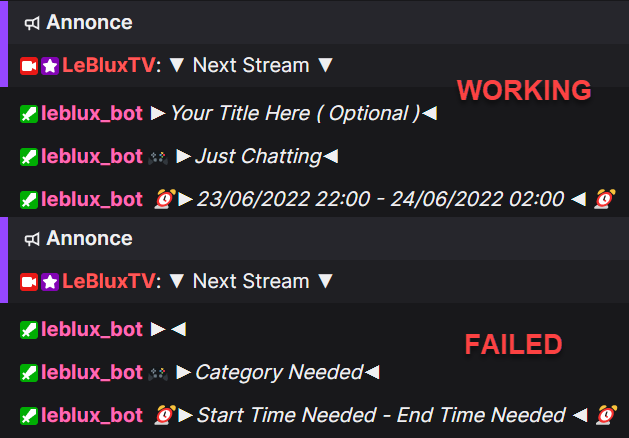 Annonce
LeBluxTV: ▼ Next Stream ▼
WORKING
leblux_bot ▶Your Title Here ( Optional )◀
leblux_bot 🎮 ▶Just Chatting◀
leblux_bot ⏰▶23/06/2022 22:00 - 24/06/2022 02:00 ◀ ⏰
Annonce
LeBluxTV: ▼ Next Stream ▼
leblux_bot ▶ ◀
FAILED
leblux_bot 🎮 ▶Category Needed◀
leblux_bot ⏰▶Start Time Needed - End Time Needed ◀ ⏰